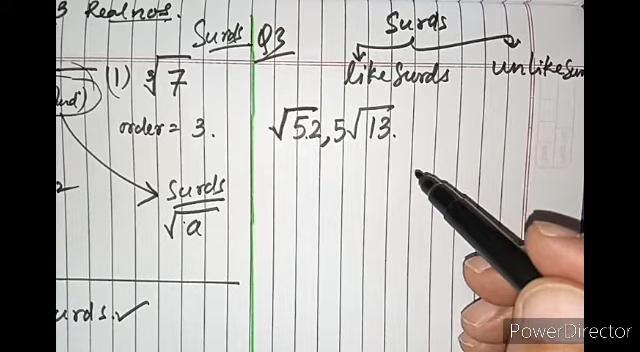 3 Real nos.
Surds
(1) ∛7
order = 3.
Surds
√a
urds. ✓
Q3
Surds
like Surds
unlike Sur
√52, 5√13.
PowerDirector